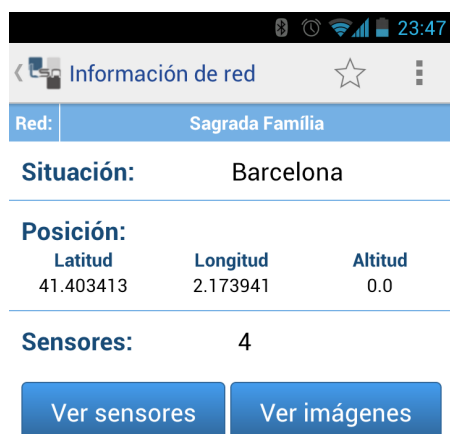 23:47
Información de red
Red: Sagrada Família
Situación: Barcelona
Posición:
Latitud Longitud Altitud
41.403413 2.173941 0.0
Sensores: 4
Ver sensores Ver imágenes